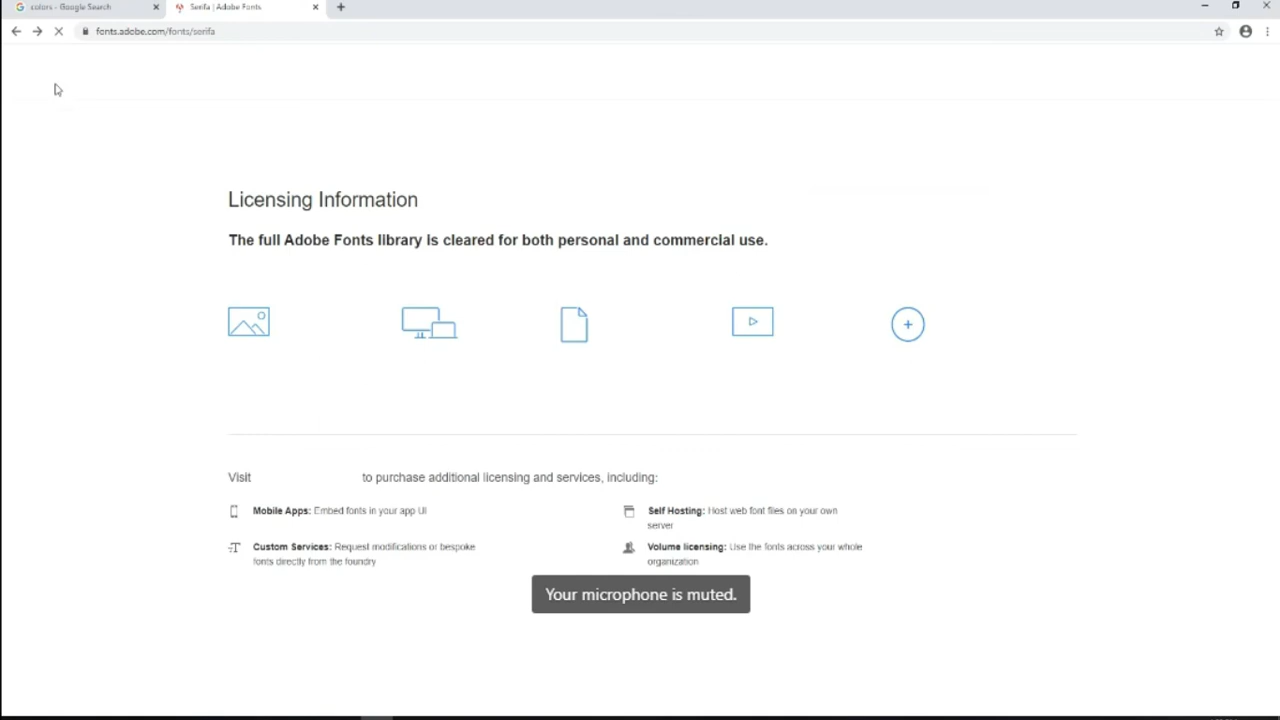 colors - Google Search
Serifa | Adobe Fonts
fonts.adobe.com/fonts/serifa
Licensing Information
The full Adobe Fonts library is cleared for both personal and commercial use.
Visit to purchase additional licensing and services, including:
Mobile Apps: Embed fonts in your app UI
Self Hosting: Host web font files on your own
server
Custom Services: Request modifications or bespoke
fonts directly from the foundry
Volume licensing: Use the fonts across your whole
organization
Your microphone is muted.